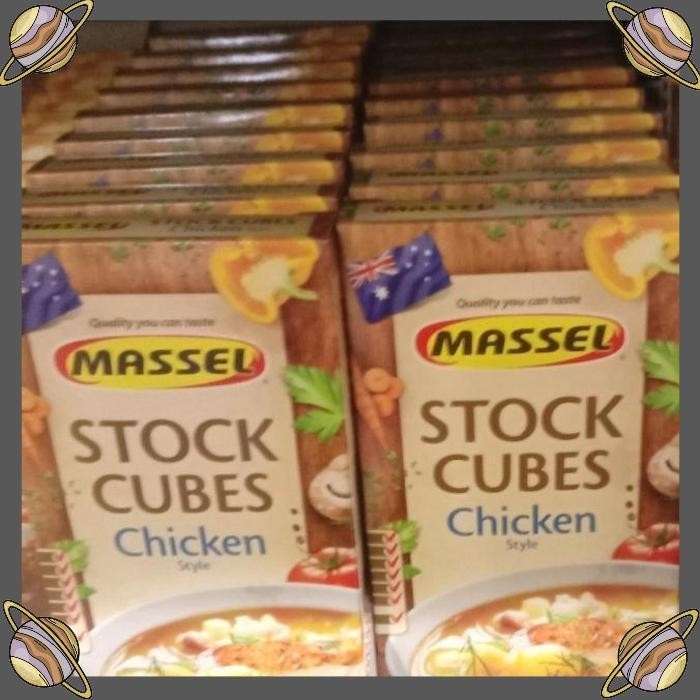 Quality you can taste
MASSEL
STOCK
CUBES
Chicken
Style
Quality you can taste
MASSEL
STOCK
CUBES
Chicken
Style